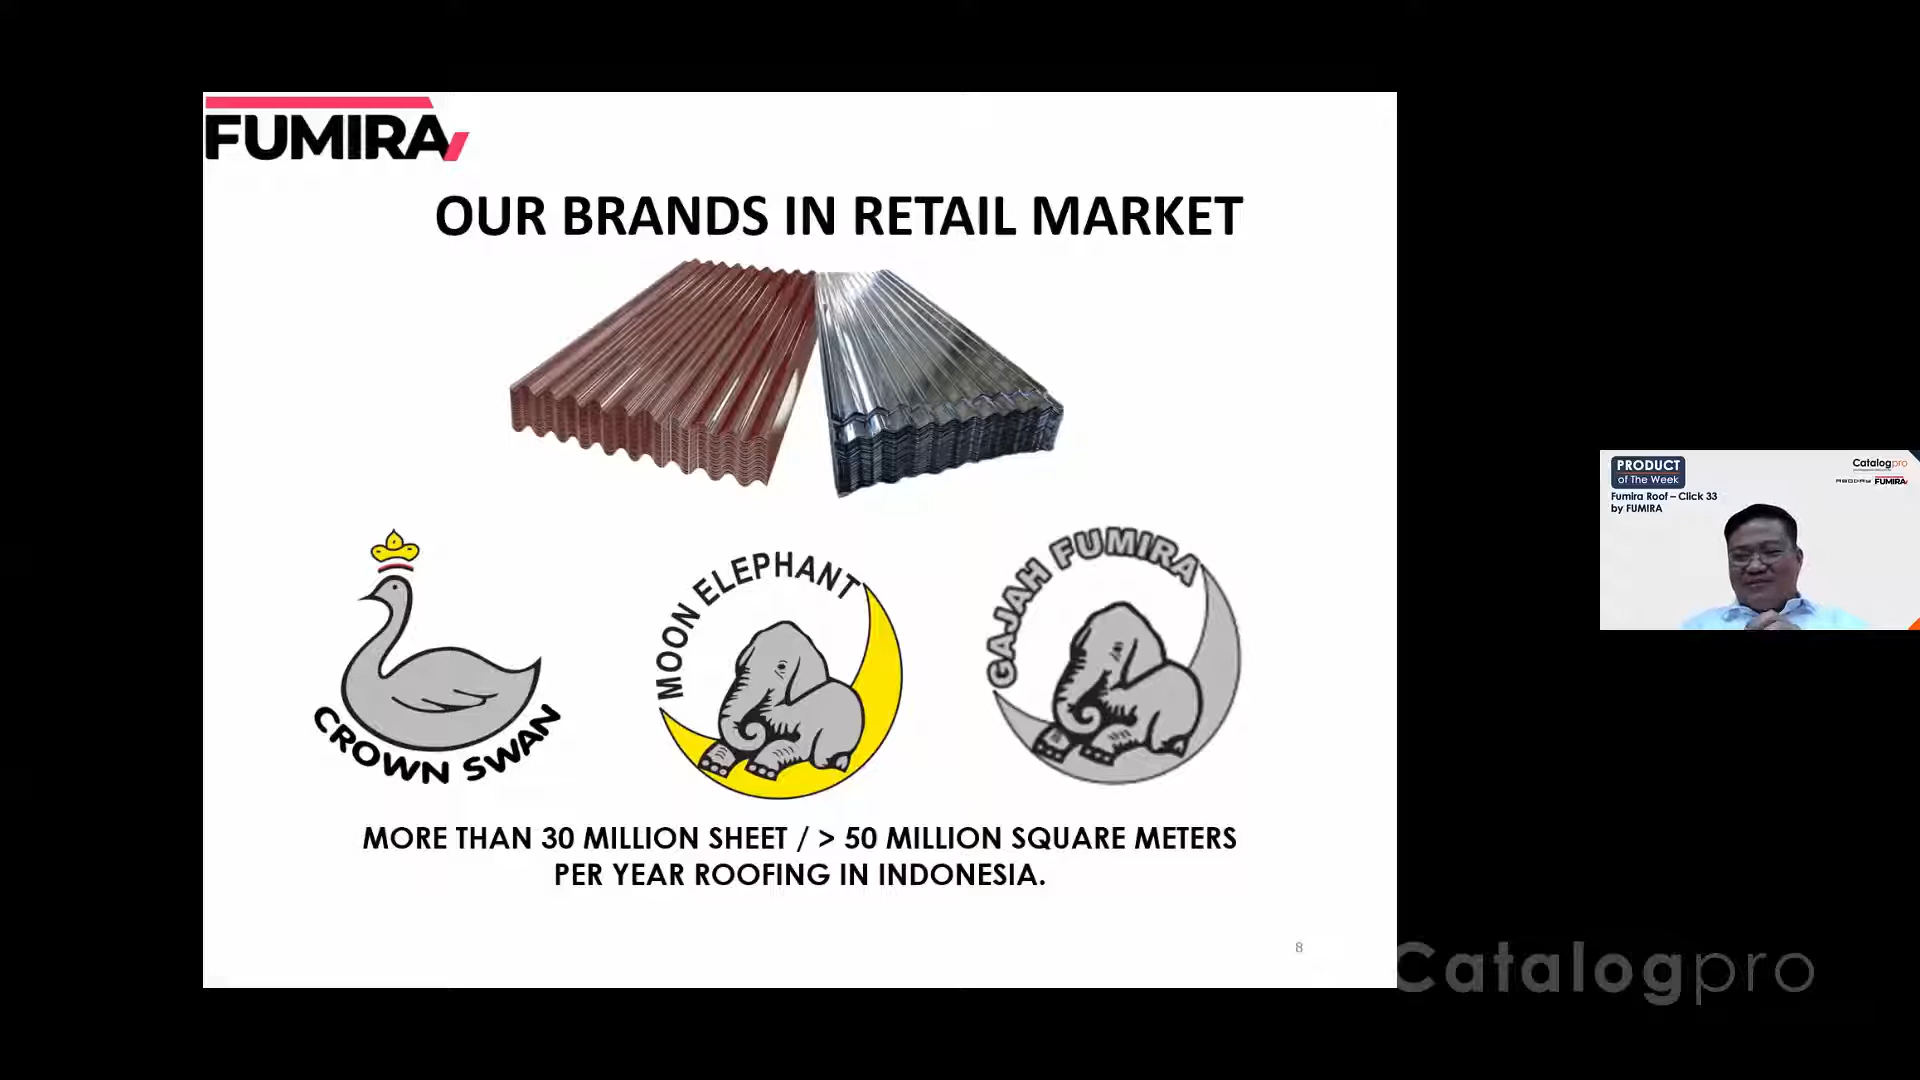 FUMIRA
OUR BRANDS IN RETAIL MARKET
CROWN SWAN
MOON ELEPHANT
GAJAH FUMIRA
MORE THAN 30 MILLION SHEET / > 50 MILLION SQUARE METERS
PER YEAR ROOFING IN INDONESIA.
8
PRODUCT
of The Week
Fumira Roof – Click 33
by FUMIRA
Catalogpro
FUMIRA
Catalogpro